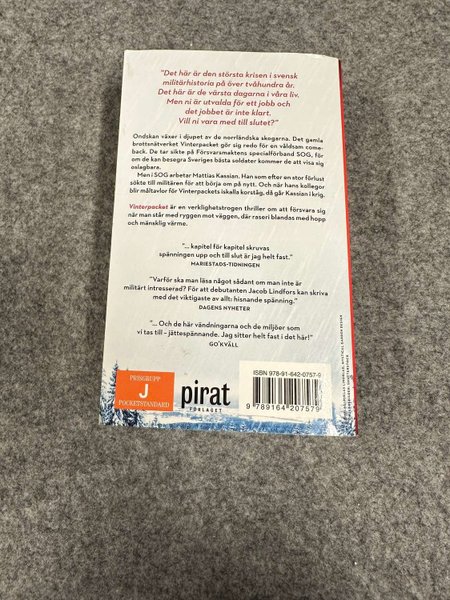 "Det här är den största krisen i svensk
militärhistoria på över tvåhundra år.
Det här är de värsta dagarna i våra liv.
Men ni är utvalda för ett jobb och
det jobbet är inte klart.
Vill ni vara med till slutet?"
Ondskan växer i djupet av de norrländska skogarna. Det gamla
brottsnätverket Vinterpacket gör sig redo för en våldsam come-
back. De tar sikte på Försvarsmaktens specialförband SOG, för
om de kan besegra Sveriges bästa soldater kommer de att visa sig
oslagbara.
Men i SOG arbetar Mattias Kassian. Han som efter en stor förlust
sökte till militären för att börja om på nytt. Och när hans kollegor
blir måltavlor för Vinterpackets iskalla korståg, då går Kassian i krig.
Vinterpacket är en verklighetstrogen thriller om att försvara sig
när man står med ryggen mot väggen, där raseri blandas med hopp
och mänsklig värme.
"... kapitel för kapitel skruvas
spänningen upp och till slut är jag helt fast."
MARIESTADS-TIDNINGEN
"Varför ska man läsa något sådant om man inte är
militärt intresserad? För att debutanten Jacob Lindfors kan skriva
med det viktigaste av allt: hisnande spänning."
DAGENS NYHETER
"... Och de här vändningarna och de miljöer som
vi tas till – jättespännande. Jag sitter helt fast i det här!"
GO'KVÄLL
PRISGRUPP
J
POCKETSTANDARD
pirat
FÖRLAGET
ISBN 978-91-642-0757-9
9 789164 207579